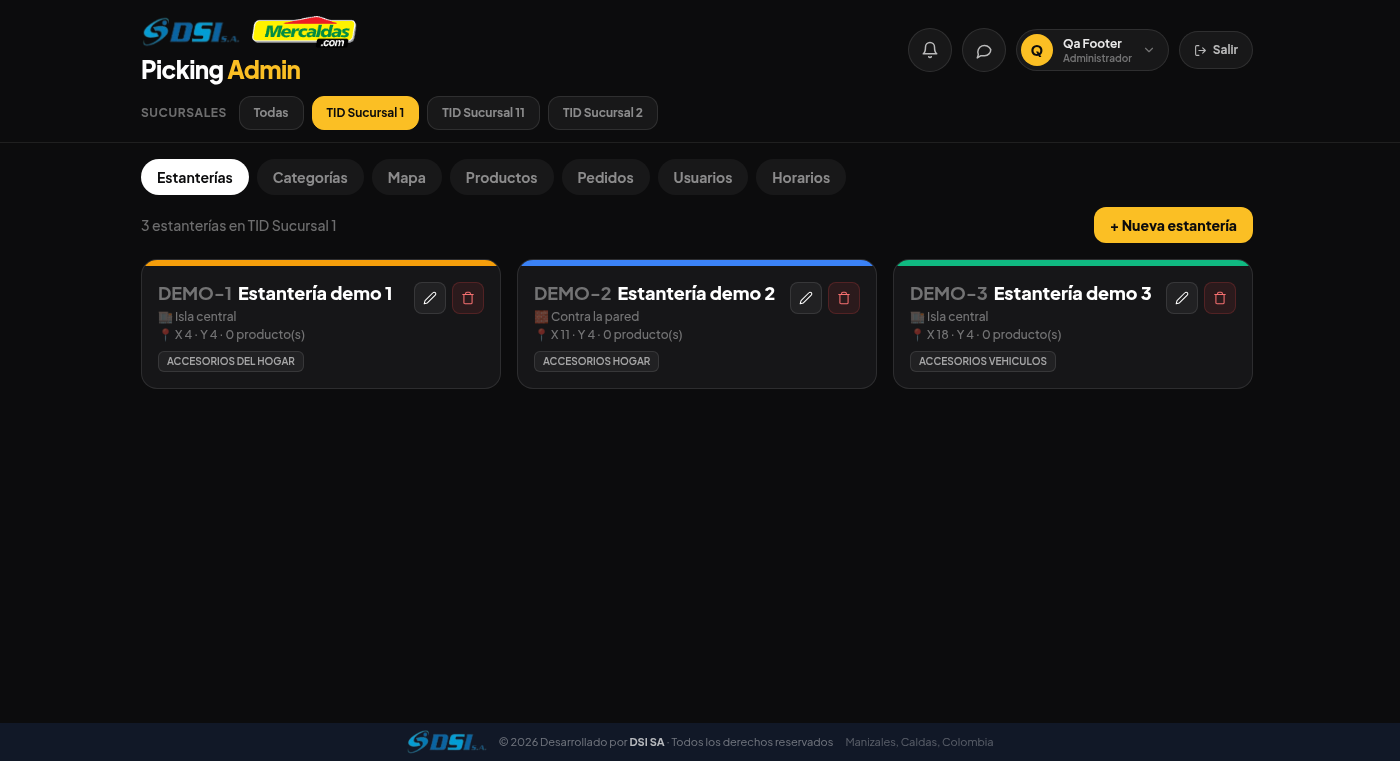 DSI S.A. Mercaldas .com
Picking Admin
Q Qa Footer
Administrador
Salir
SUCURSALES Todas TID Sucursal 1 TID Sucursal 11 TID Sucursal 2
Estanterías Categorías Mapa Productos Pedidos Usuarios Horarios
3 estanterías en TID Sucursal 1
+ Nueva estantería
DEMO-1 Estantería demo 1
Isla central
X 4 · Y 4 · 0 producto(s)
ACCESORIOS DEL HOGAR
DEMO-2 Estantería demo 2
Contra la pared
X 11 · Y 4 · 0 producto(s)
ACCESORIOS HOGAR
DEMO-3 Estantería demo 3
Isla central
X 18 · Y 4 · 0 producto(s)
ACCESORIOS VEHICULOS
DSI S.A. © 2026 Desarrollado por DSI SA · Todos los derechos reservados Manizales, Caldas, Colombia